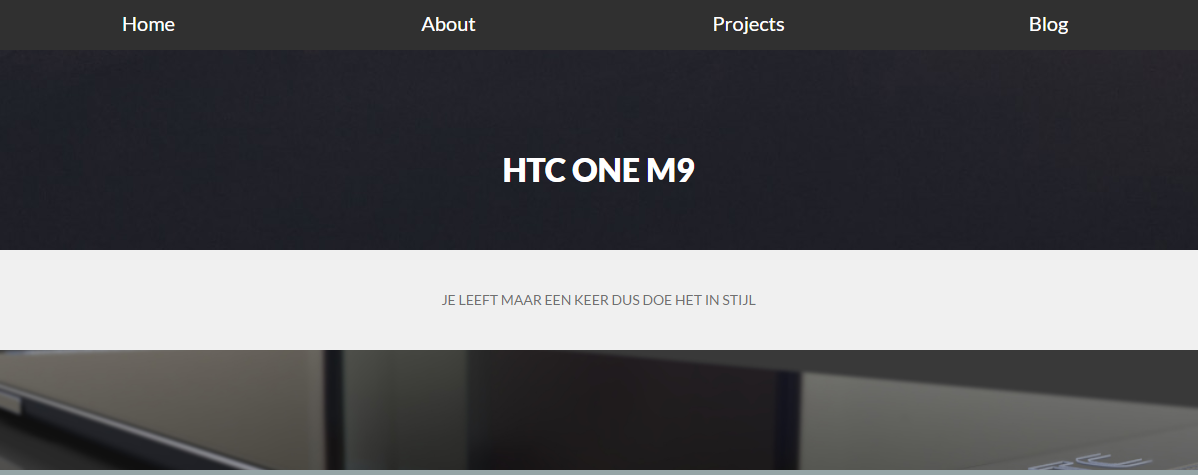 Home About Projects Blog
HTC ONE M9
JE LEEFT MAAR EEN KEER DUS DOE HET IN STIJL